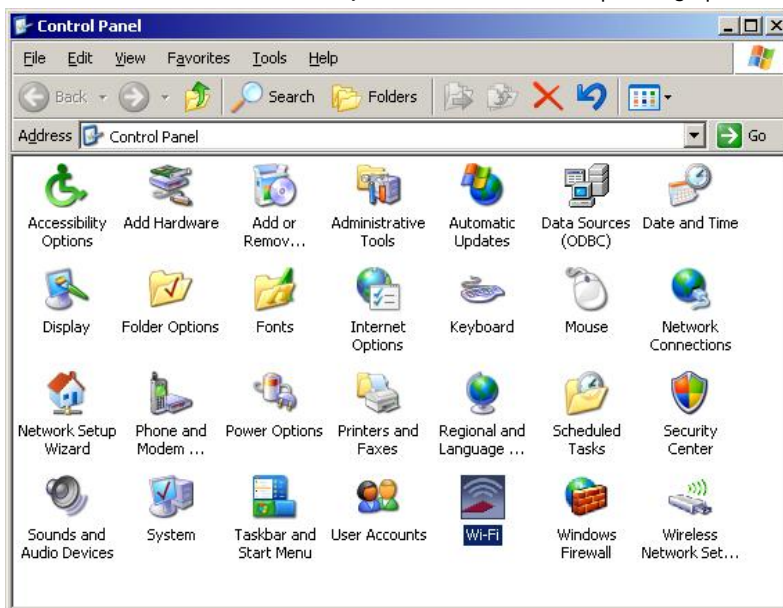 Control Panel
File Edit View Favorites Tools Help
Back Search Folders
Address Control Panel Go
Accessibility Options
Add Hardware
Add or Remov...
Administrative Tools
Automatic Updates
Data Sources (ODBC)
Date and Time
Display
Folder Options
Fonts
Internet Options
Keyboard
Mouse
Network Connections
Network Setup Wizard
Phone and Modem ...
Power Options
Printers and Faxes
Regional and Language ...
Scheduled Tasks
Security Center
Sounds and Audio Devices
System
Taskbar and Start Menu
User Accounts
Wi-Fi
Windows Firewall
Wireless Network Set...